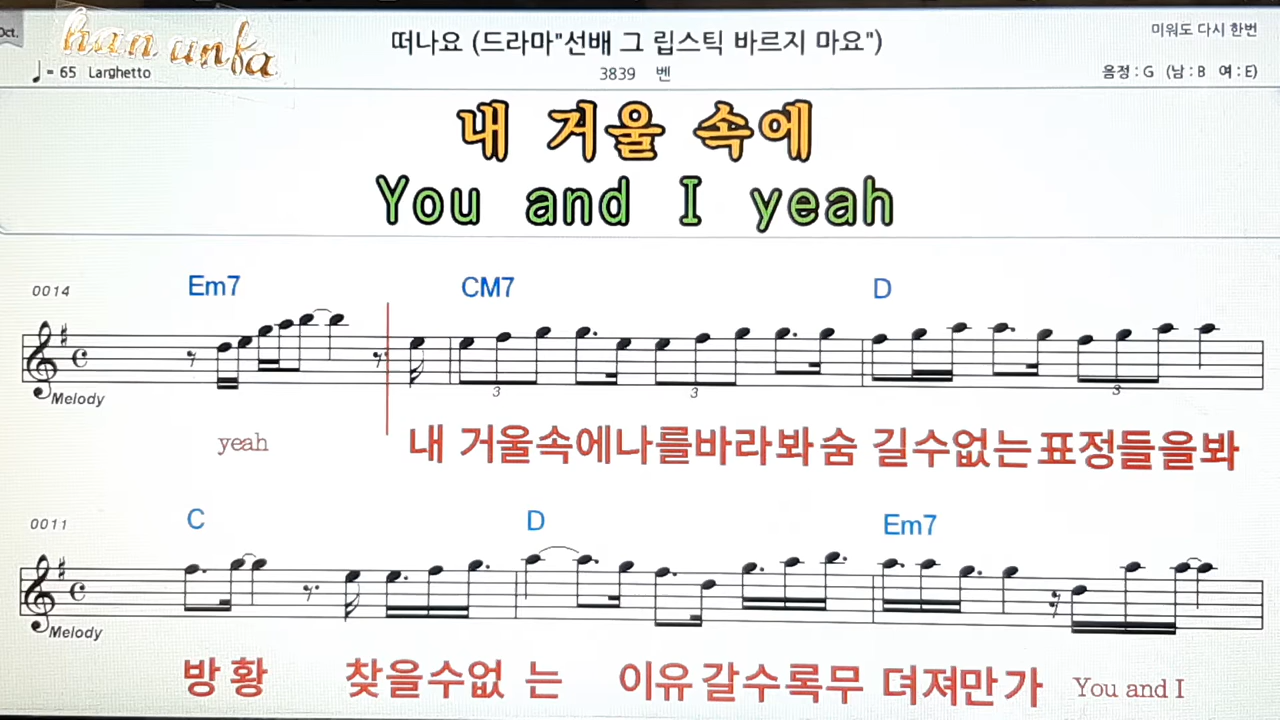 Oct.
han unfa
떠나요 (드라마"선배 그 립스틱 바르지 마요")
미워도 다시 한번
♩= 65 Larghetto
3839 벤
음정 : G (남 : B 여 : E)
내 거울 속에
You and I yeah
Em7 CM7 D
0014
3 3 3
Melody
yeah 내 거울속에나를바라봐숨 길수없는표정들을봐
C D Em7
0011
Melody
방황 찾을수없 는 이유갈수록무 뎌져만가 You and I